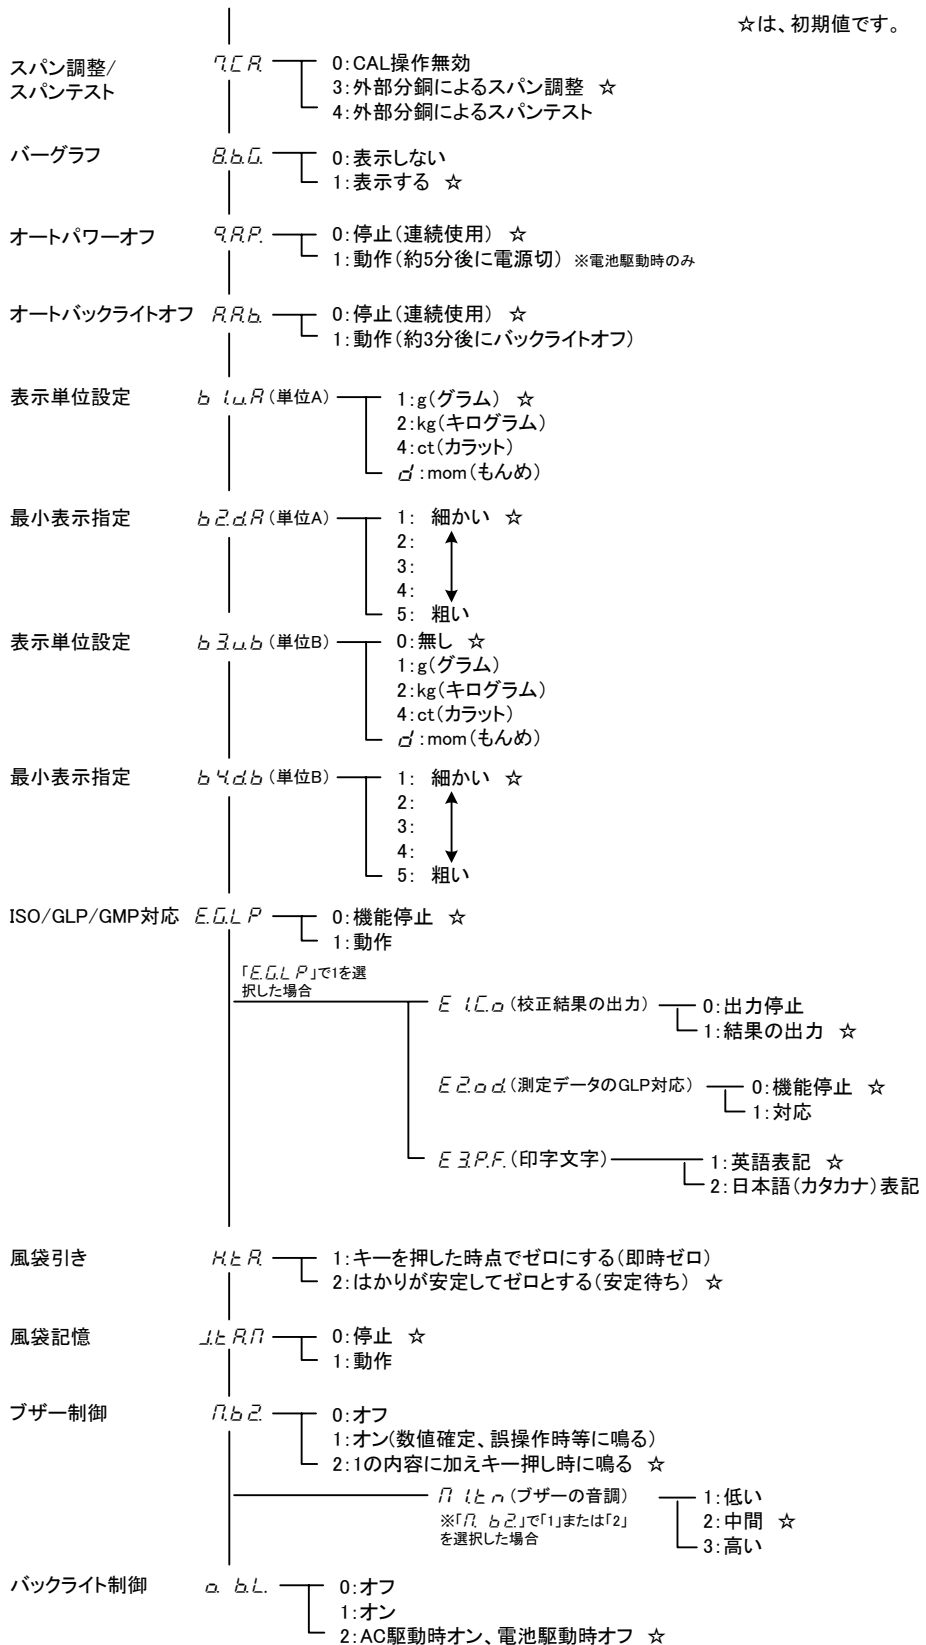 ☆は、初期値です。
スパン調整/
スパンテスト
7.CA. 0:CAL操作無効
3:外部分銅によるスパン調整 ☆
4:外部分銅によるスパンテスト
バーグラフ 8.b.G. 0:表示しない
1:表示する ☆
オートパワーオフ 9.A.P. 0:停止(連続使用) ☆
1:動作(約5分後に電源切) ※電池駆動時のみ
オートバックライトオフ A.A.b. 0:停止(連続使用) ☆
1:動作(約3分後にバックライトオフ)
表示単位設定 b1.u.A(単位A) 1:g(グラム) ☆
2:kg(キログラム)
4:ct(カラット)
d:mom(もんめ)
最小表示指定 b2.d.A(単位A) 1: 細かい ☆
2:
3:
4:
5: 粗い
表示単位設定 b3.u.b(単位B) 0:無し ☆
1:g(グラム)
2:kg(キログラム)
4:ct(カラット)
d:mom(もんめ)
最小表示指定 b4.d.b(単位B) 1: 細かい ☆
2:
3:
4:
5: 粗い
ISO/GLP/GMP対応 E.G.L P 0:機能停止 ☆
1:動作
「E.G.L P」で1を選
択した場合
E 1.C.o(校正結果の出力) 0:出力停止
1:結果の出力 ☆
E2.o d.(測定データのGLP対応) 0:機能停止 ☆
1:対応
E 3.P.F.(印字文字) 1:英語表記 ☆
2:日本語(カタカナ)表記
風袋引き H.t A. 1:キーを押した時点でゼロにする(即時ゼロ)
2:はかりが安定してゼロとする(安定待ち) ☆
風袋記憶 J.t A.M 0:停止 ☆
1:動作
ブザー制御 M.b2. 0:オフ
1:オン(数値確定、誤操作時等に鳴る)
2:1の内容に加えキー押し時に鳴る ☆
M 1.t n(ブザーの音調) 1:低い
2:中間 ☆
3:高い
※「M. b2.」で「1」または「2」
を選択した場合
バックライト制御 o. b.L. 0:オフ
1:オン
2:AC駆動時オン、電池駆動時オフ ☆